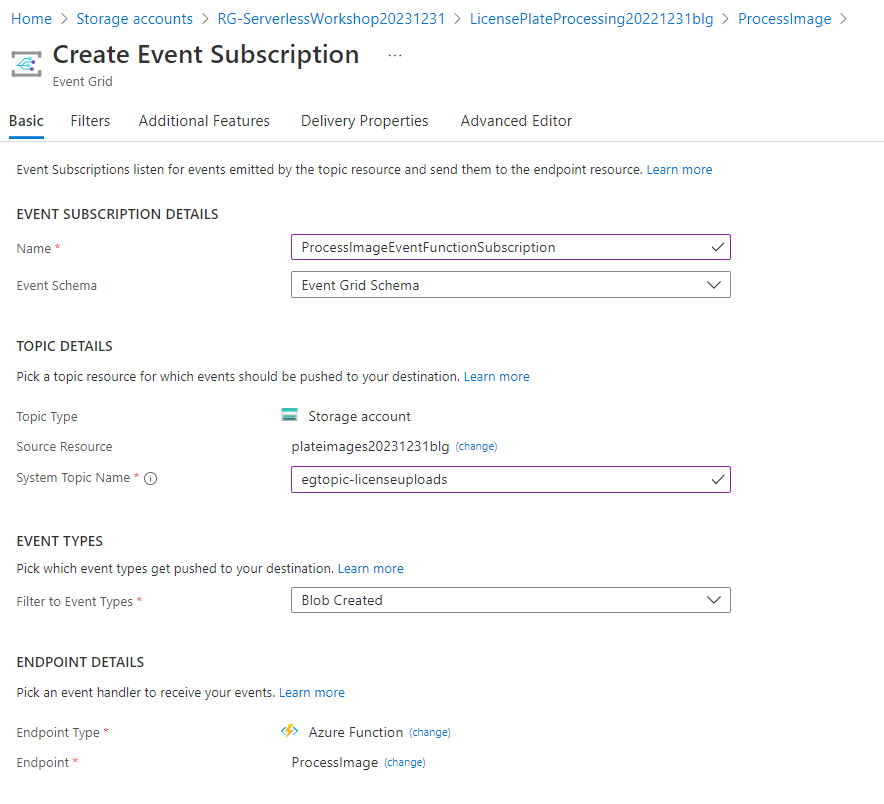 Home > Storage accounts > RG-ServerlessWorkshop20231231 > LicensePlateProcessing20221231blg > ProcessImage >
Create Event Subscription ...
Event Grid
Basic Filters Additional Features Delivery Properties Advanced Editor
Event Subscriptions listen for events emitted by the topic resource and send them to the endpoint resource. Learn more
EVENT SUBSCRIPTION DETAILS
Name * ProcessImageEventFunctionSubscription
Event Schema Event Grid Schema
TOPIC DETAILS
Pick a topic resource for which events should be pushed to your destination. Learn more
Topic Type Storage account
Source Resource plateimages20231231blg (change)
System Topic Name * egtopic-licenseuploads
EVENT TYPES
Pick which event types get pushed to your destination. Learn more
Filter to Event Types * Blob Created
ENDPOINT DETAILS
Pick an event handler to receive your events. Learn more
Endpoint Type * Azure Function (change)
Endpoint * ProcessImage (change)